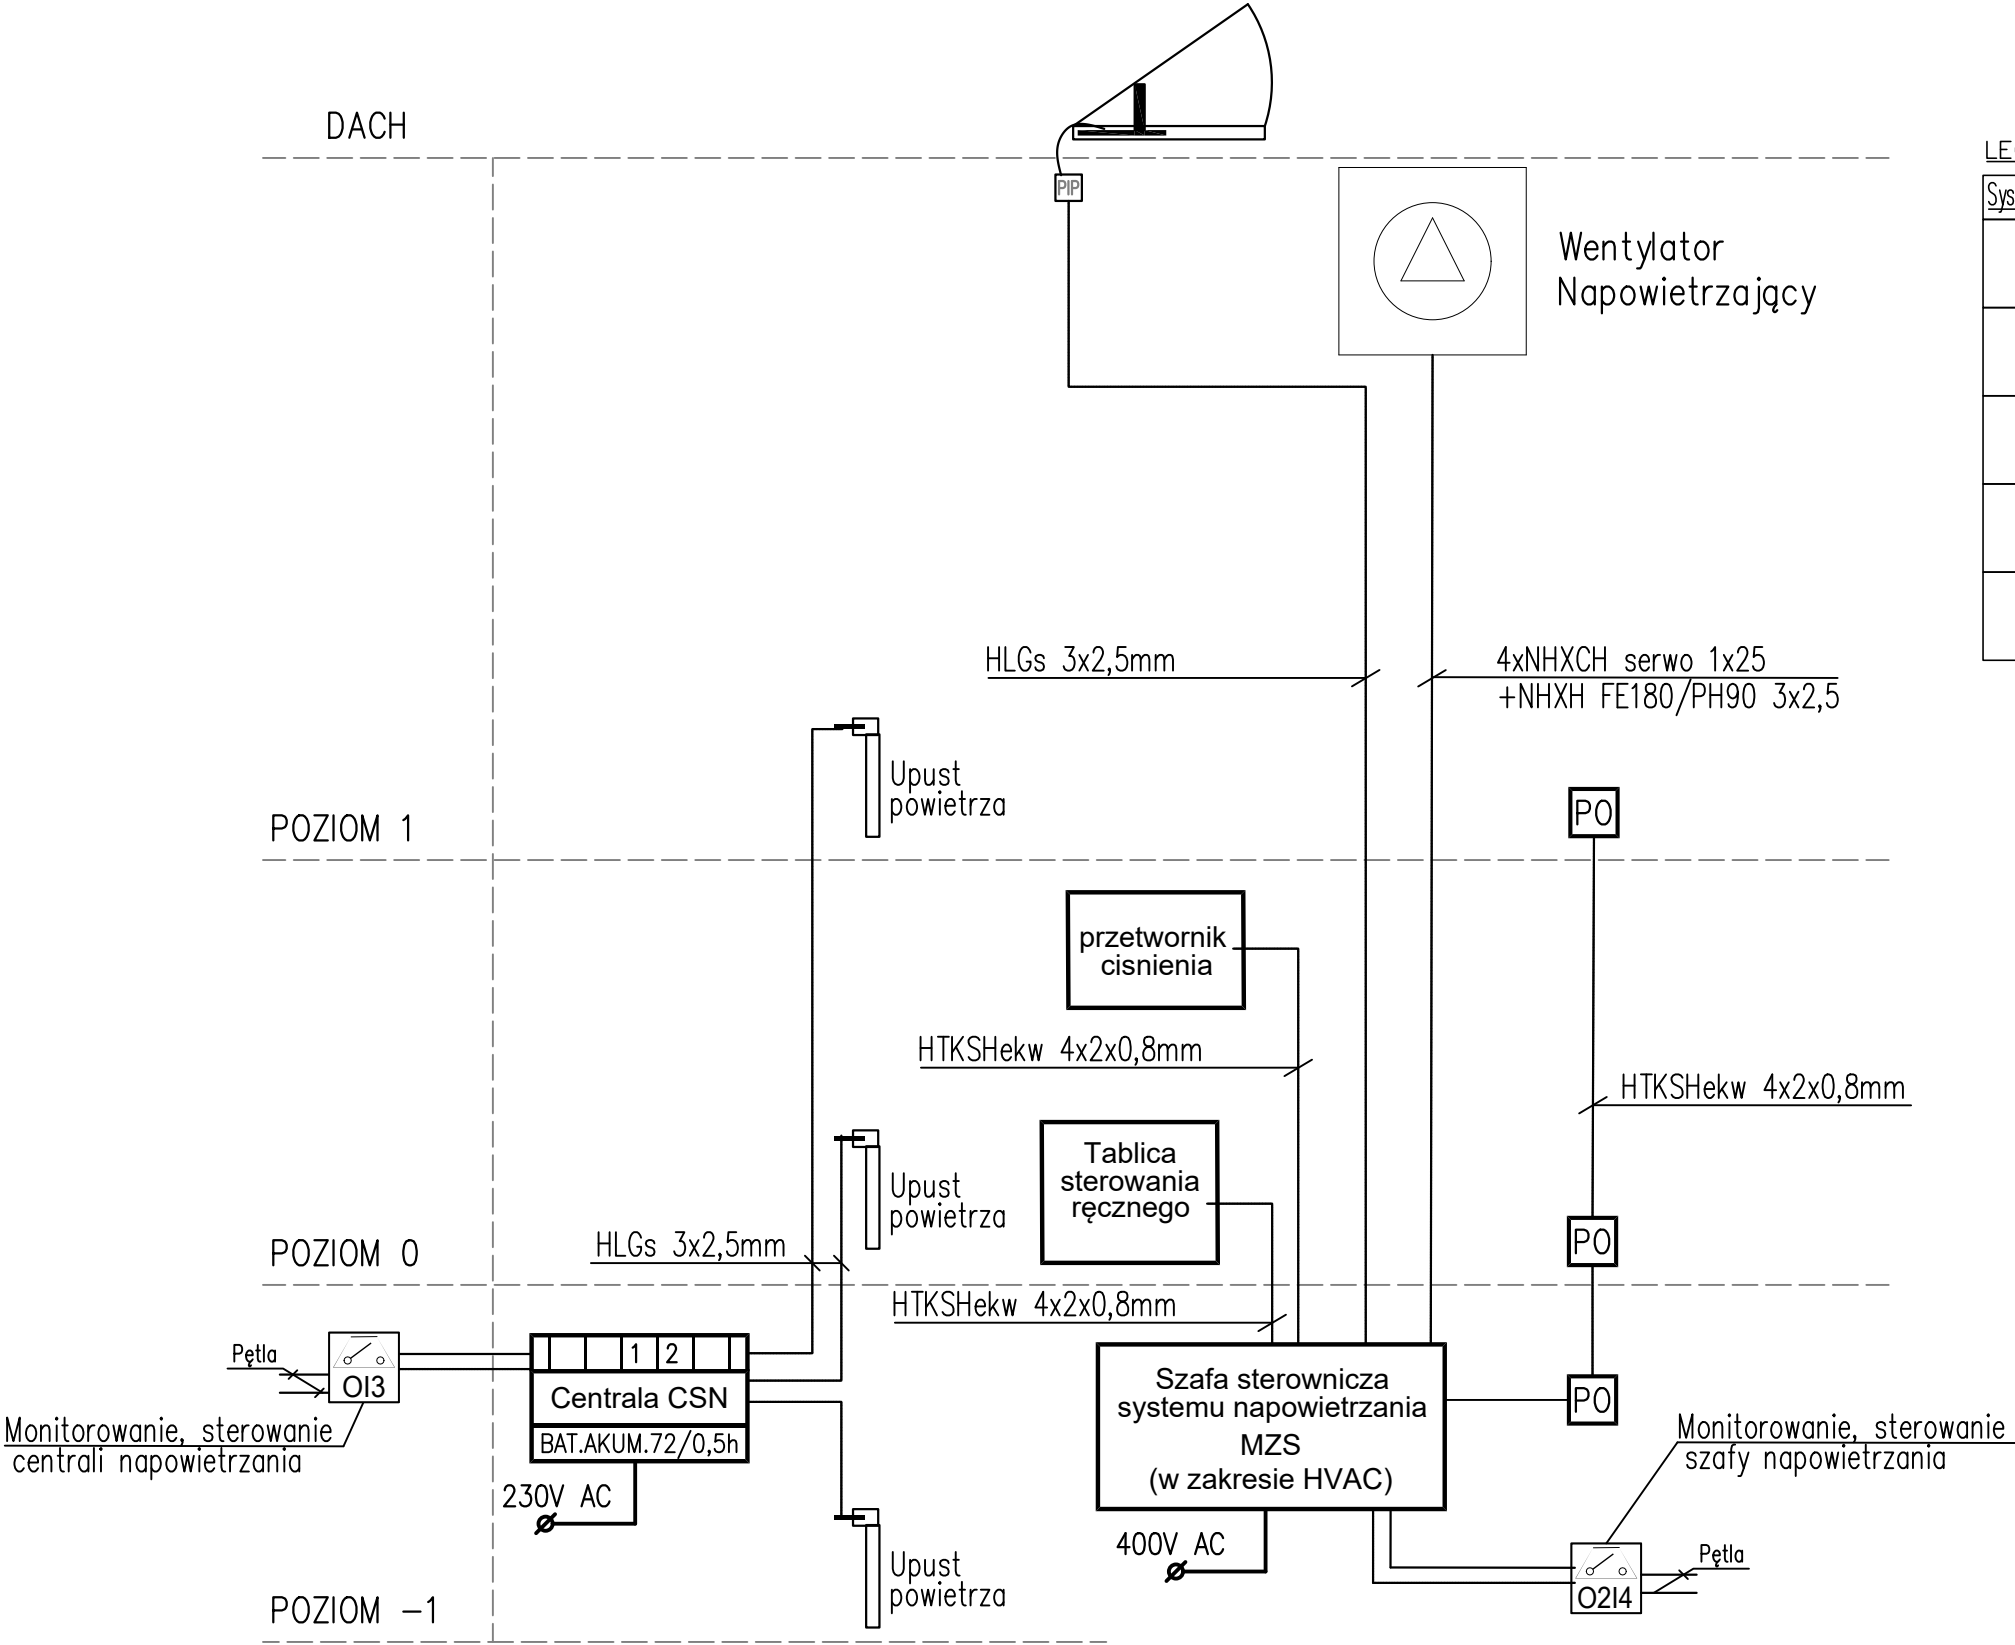 DACH
PIP
Wentylator
Napowietrzający
LE
Sys
HLGs 3x2,5mm
4xNHXCH serwo 1x25
+NHXH FE180/PH90 3x2,5
Upust
powietrza
POZIOM 1
PO
przetwornik
cisnienia
HTKSHekw 4x2x0,8mm
HTKSHekw 4x2x0,8mm
Tablica
sterowania
ręcznego
Upust
powietrza
HLGs 3x2,5mm
POZIOM 0
PO
HTKSHekw 4x2x0,8mm
Pętla
OI3
1 2
Centrala CSN
BAT.AKUM.72/0,5h
Monitorowanie, sterowanie
centrali napowietrzania
230V AC
Szafa sterownicza
systemu napowietrzania
MZS
(w zakresie HVAC)
PO
Monitorowanie, sterowanie
szafy napowietrzania
400V AC
Pętla
O2I4
Upust
powietrza
POZIOM -1